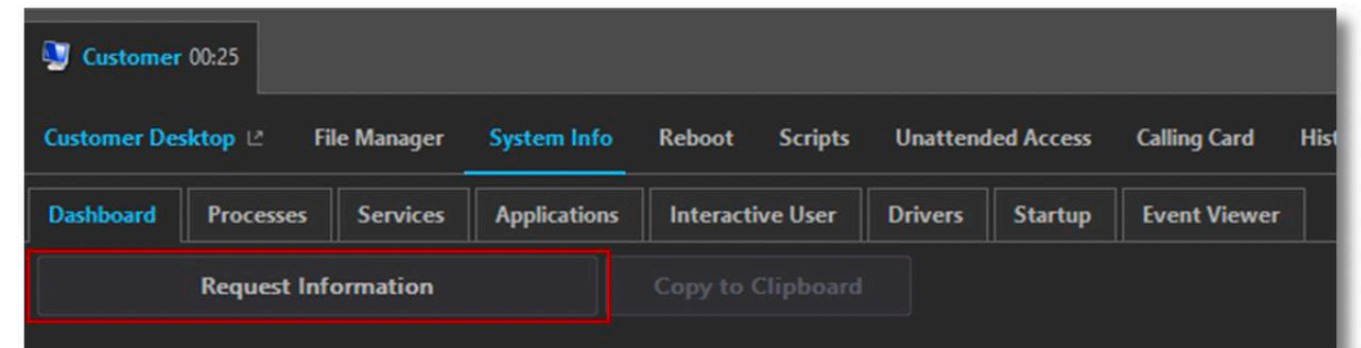 Customer 00:25
Customer Desktop File Manager System Info Reboot Scripts Unattended Access Calling Card
Dashboard Processes Services Applications Interactive User Drivers Startup Event Viewer
Request Information Copy to Clipboard